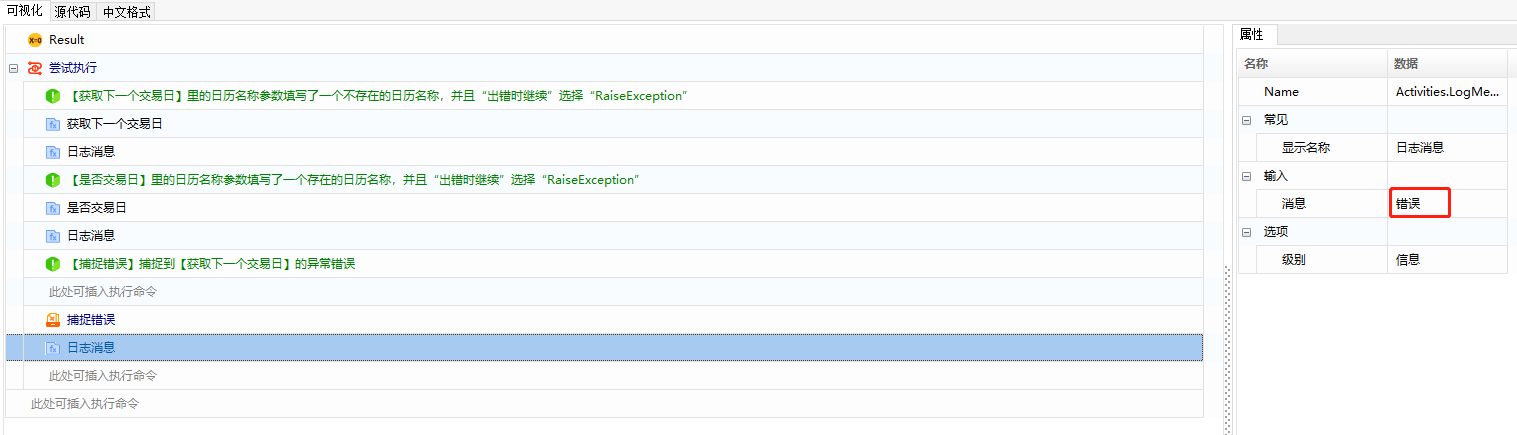 可视化 源代码 中文格式
Result
尝试执行
【获取下一个交易日】里的日历名称参数填写了一个不存在的日历名称，并且“出错时继续”选择“RaiseException”
获取下一个交易日
日志消息
【是否交易日】里的日历名称参数填写了一个存在的日历名称，并且“出错时继续”选择“RaiseException”
是否交易日
日志消息
【捕捉错误】捕捉到【获取下一个交易日】的异常错误
此处可插入执行命令
捕捉错误
日志消息
此处可插入执行命令
此处可插入执行命令
属性
名称 数据
Name Activities.LogMe...
常见
显示名称 日志消息
输入
消息 错误
选项
级别 信息